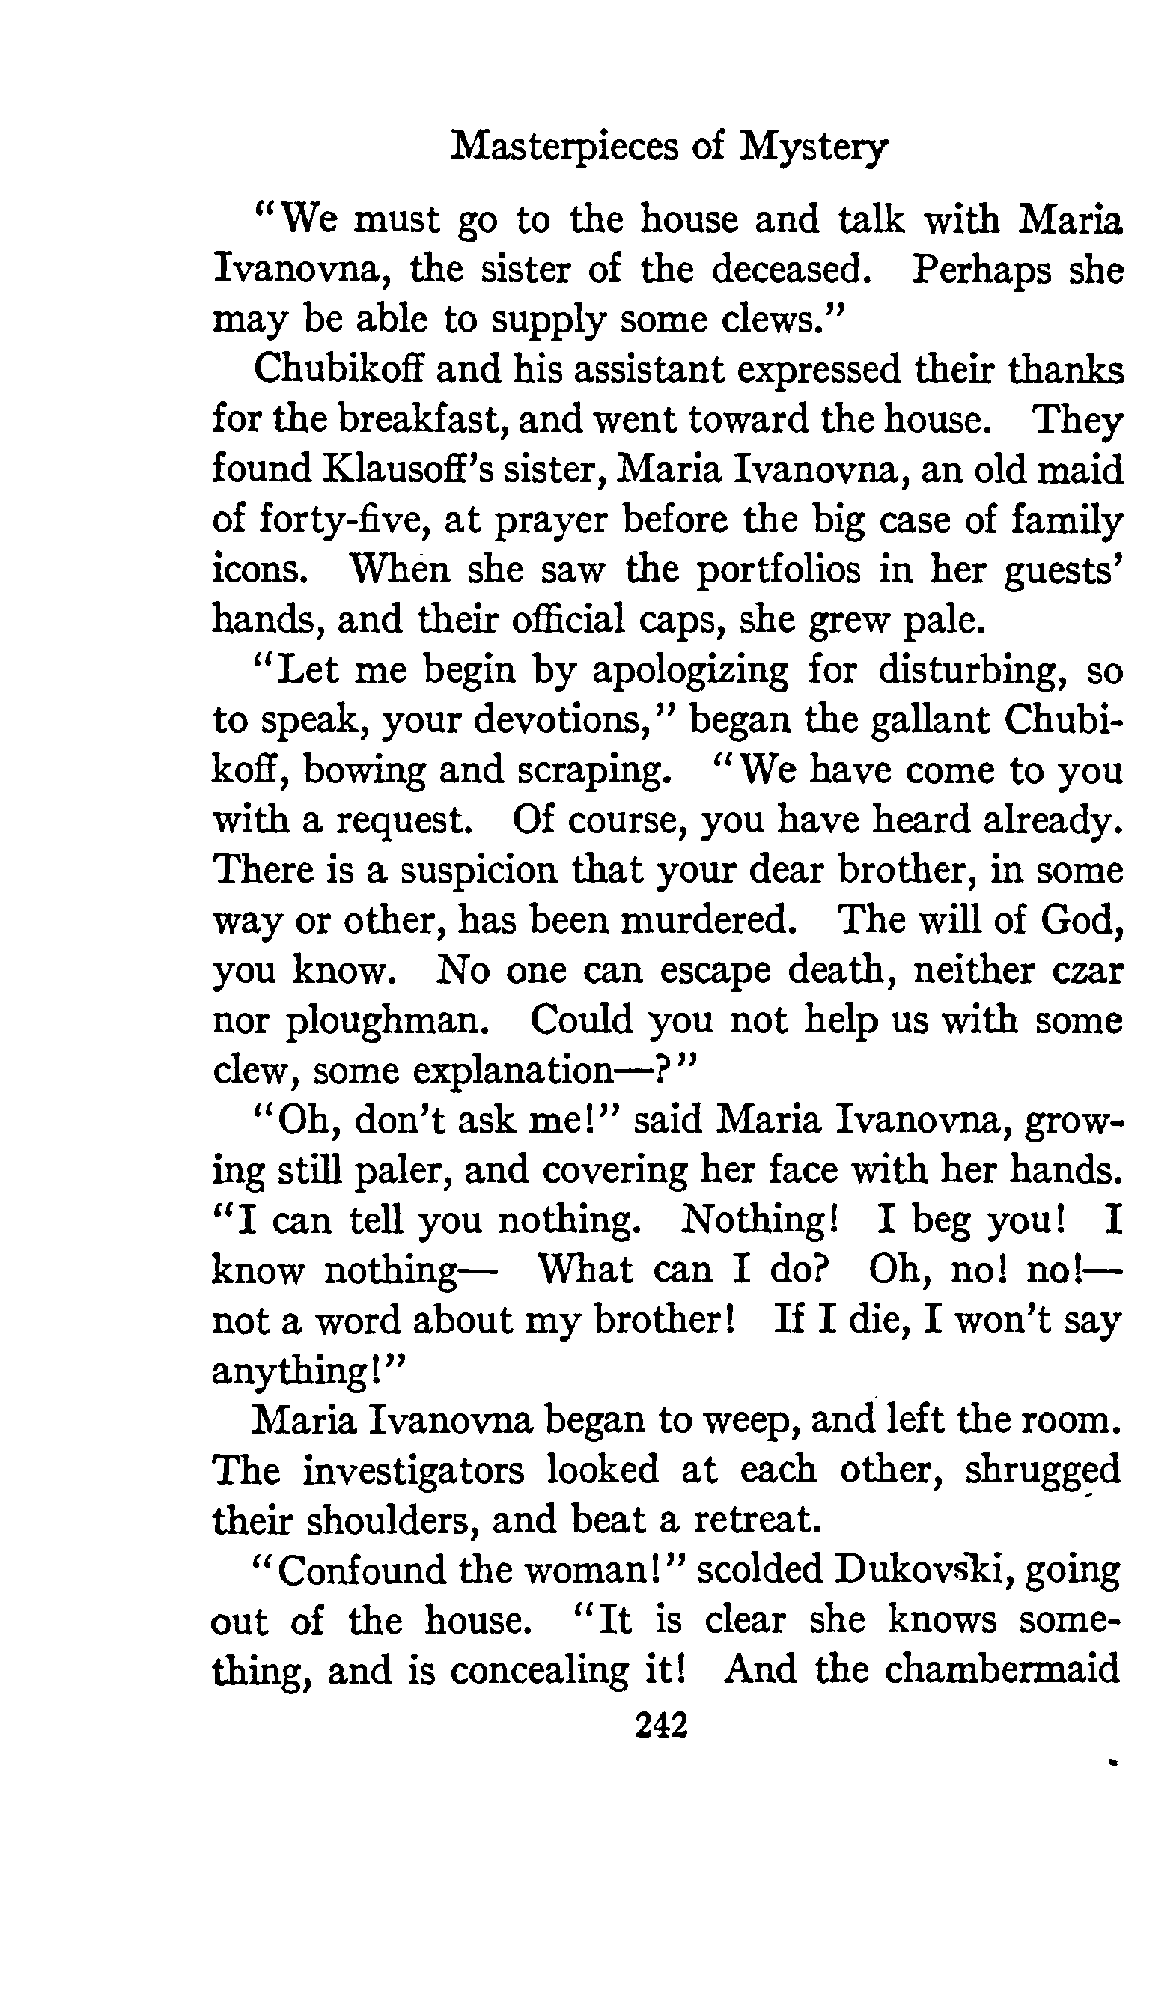 Masterpieces of Mystery
"We must go to the house and talk with Maria
Ivanovna, the sister of the deceased. Perhaps she
may be able to supply some clews."
Chubikoff and his assistant expressed their thanks
for the breakfast, and went toward the house. They
found Klausoff's sister, Maria Ivanovna, an old maid
of forty-five, at prayer before the big case of family
icons. When she saw the portfolios in her guests'
hands, and their official caps, she grew pale.
"Let me begin by apologizing for disturbing, so
to speak, your devotions," began the gallant Chubi-
koff, bowing and scraping. "We have come to you
with a request. Of course, you have heard already.
There is a suspicion that your dear brother, in some
way or other, has been murdered. The will of God,
you know. No one can escape death, neither czar
nor ploughman. Could you not help us with some
clew, some explanation—?"
"Oh, don't ask me!" said Maria Ivanovna, grow-
ing still paler, and covering her face with her hands.
"I can tell you nothing. Nothing! I beg you! I
know nothing— What can I do? Oh, no! no!—
not a word about my brother! If I die, I won't say
anything!"
Maria Ivanovna began to weep, and left the room.
The investigators looked at each other, shrugged
their shoulders, and beat a retreat.
"Confound the woman!" scolded Dukovski, going
out of the house. "It is clear she knows some-
thing, and is concealing it! And the chambermaid
242